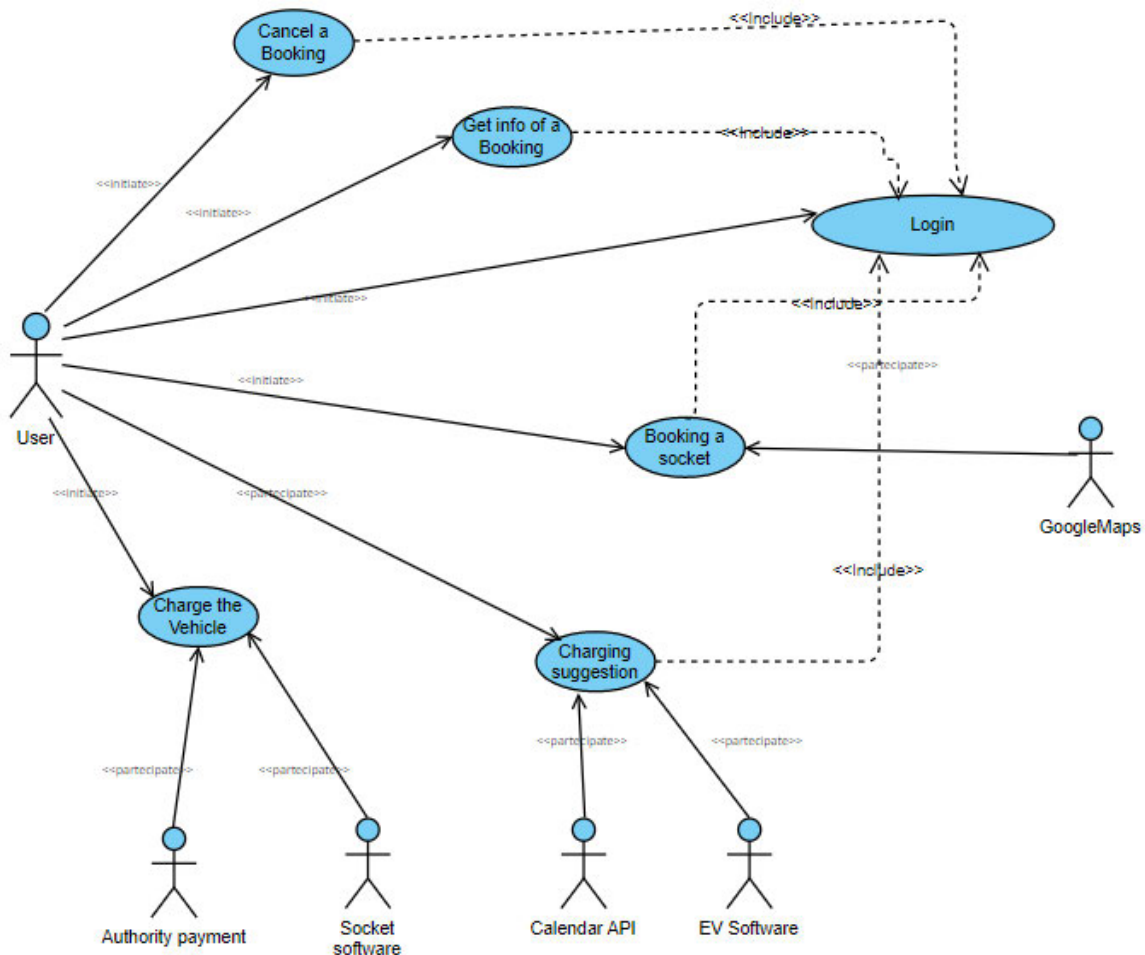 <<Include>>
Cancel a
Booking
Get info of a
Booking
<<Include>>
<<initiate>>
<<initiate>>
Login
<<initiate>>
<<Include>>
<<partecipate>>
<<initiate>>
User
Booking a
socket
<<initiate>>
<<partecipate>>
GoogleMaps
<<Include>>
Charge the
Vehicle
Charging
suggestion
<<partecipate>>
<<partecipate>>
<<partecipate>>
<<partecipate>>
Authority payment
Socket
software
Calendar API
EV Software